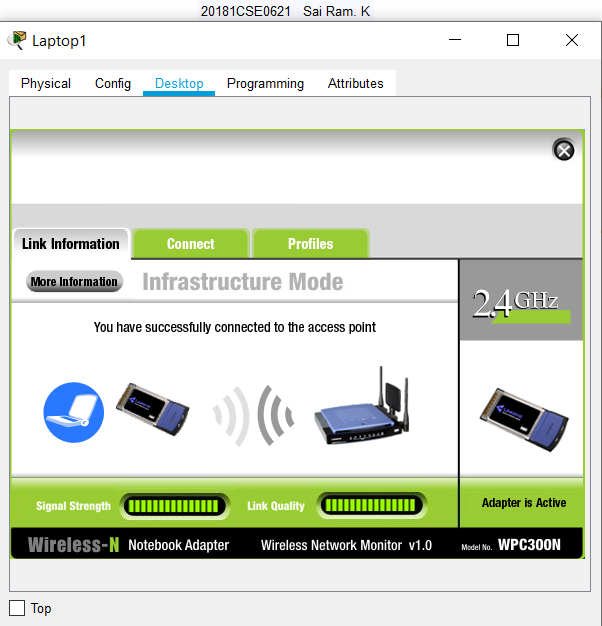 20181CSE0621 Sai Ram. K
Laptop1
Physical Config Desktop Programming Attributes
Link Information Connect Profiles
More Information Infrastructure Mode
2.4GHz
You have successfully connected to the access point
Signal Strength Link Quality Adapter is Active
Wireless-N Notebook Adapter Wireless Network Monitor v1.0 Model No. WPC300N
Top